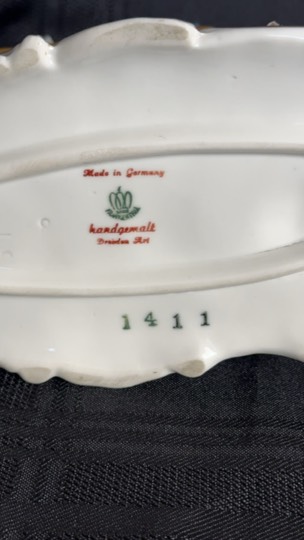 Made in Germany
handgemalt
Dresden Art
1411